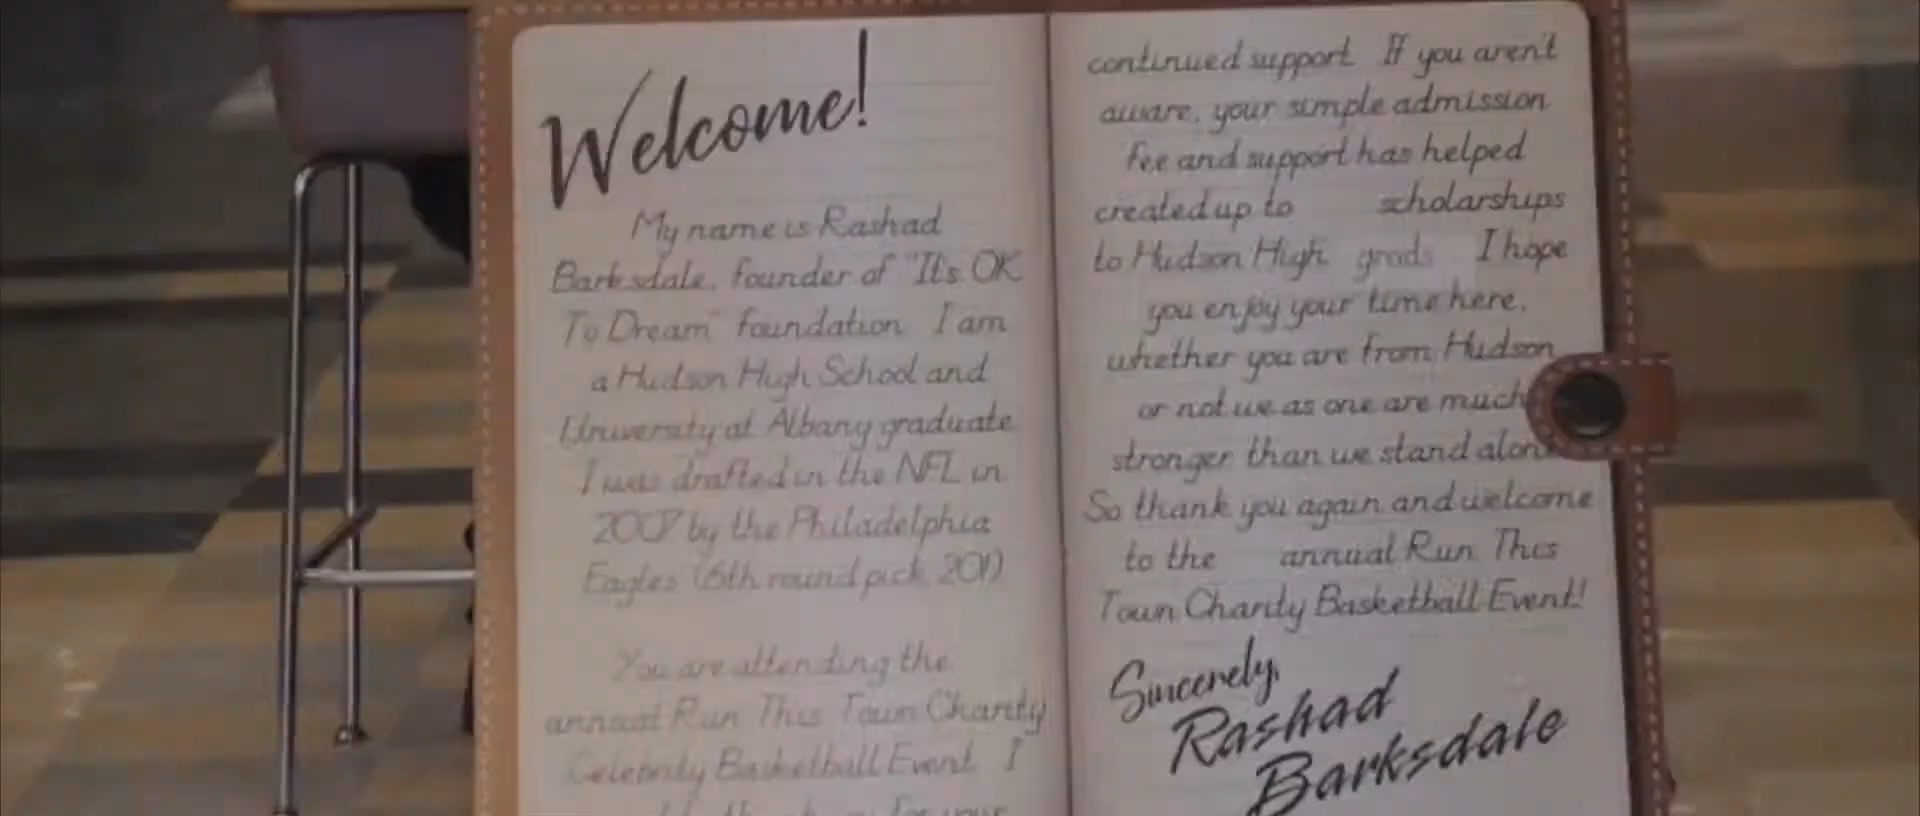 Welcome!
My name is Rashad
Barksdale, founder of "It's OK
To Dream" foundation I am
a Hudson High School and
University at Albany graduate
I was drafted in the NFL in
2007 by the Philadelphia
Eagles (6th round pick 201)
You are attending the
annual Run This Town Charity
Celebrity Basketball Event I
for your
continued support If you aren't
aware, your simple admission
fee and support has helped
created up to scholarships
to Hudson High grads I hope
you enjoy your time here,
whether you are from Hudson
or not we as one are much
stronger than we stand alon
So thank you again and welcome
to the annual Run This
Town Charity Basketball Event!
Sincerely,
Rashad
Barksdale